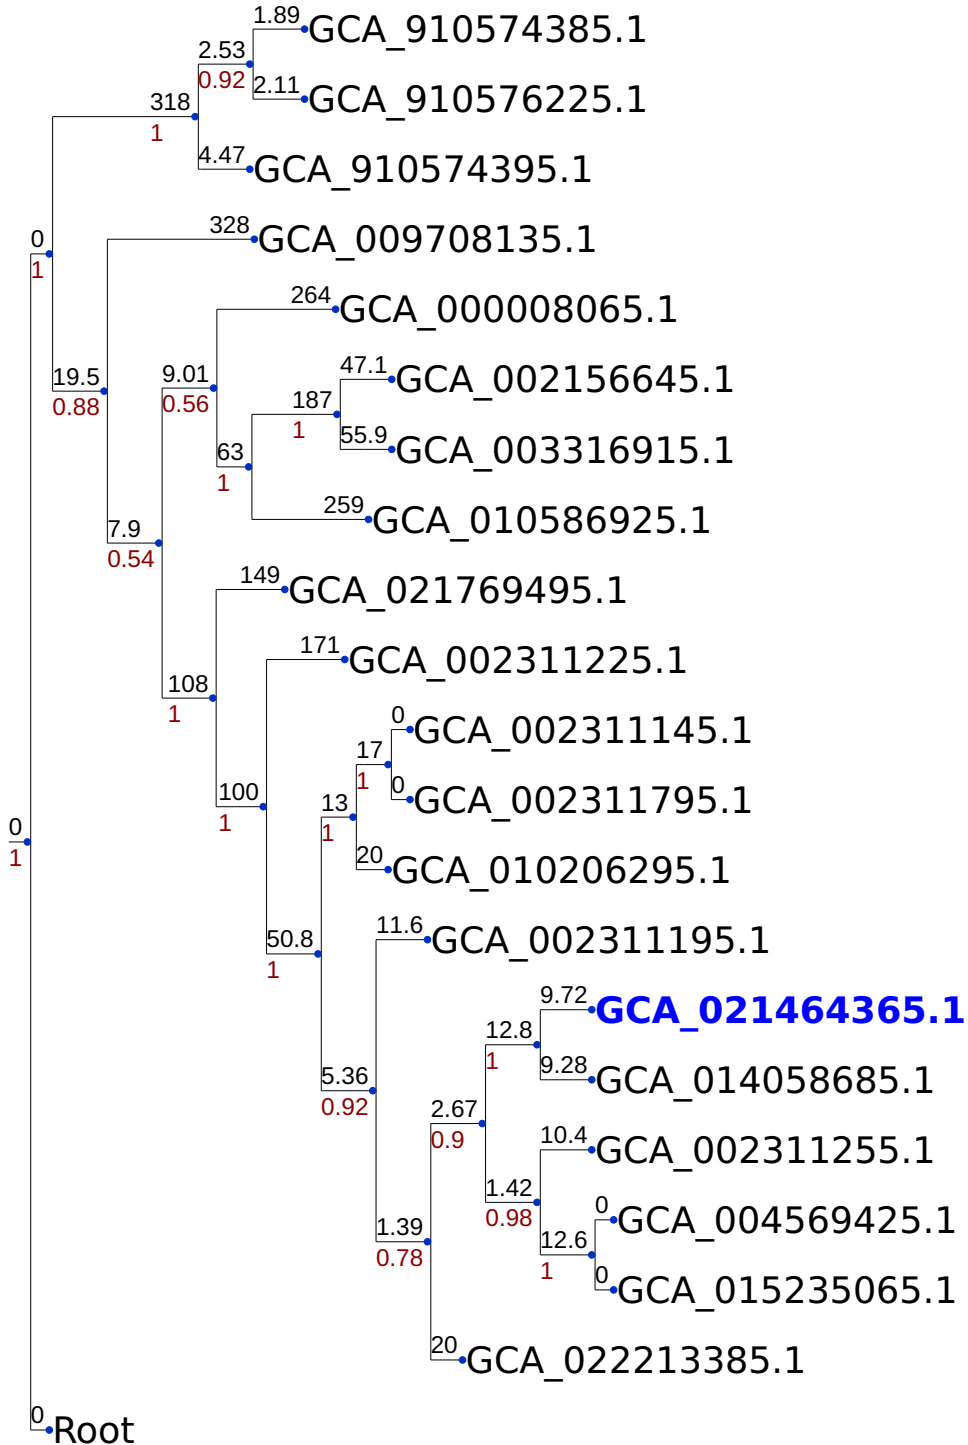 1.89 GCA_910574385.1
2.53
0.92
2.11 GCA_910576225.1
318
1
4.47 GCA_910574395.1
328 GCA_009708135.1
0
1
264 GCA_000008065.1
47.1 GCA_002156645.1
19.5
0.88
9.01
0.56
187
1
55.9 GCA_003316915.1
63
1
259 GCA_010586925.1
7.9
0.54
149 GCA_021769495.1
171 GCA_002311225.1
108
1
0 GCA_002311145.1
17
1
0 GCA_002311795.1
100
1
13
1
0
1
20 GCA_010206295.1
11.6 GCA_002311195.1
50.8
1
9.72 GCA_021464365.1
12.8
1
9.28 GCA_014058685.1
5.36
0.92
2.67
0.9
10.4 GCA_002311255.1
1.42
0.98
0 GCA_004569425.1
1.39
0.78
12.6
1
0 GCA_015235065.1
20 GCA_022213385.1
0 Root